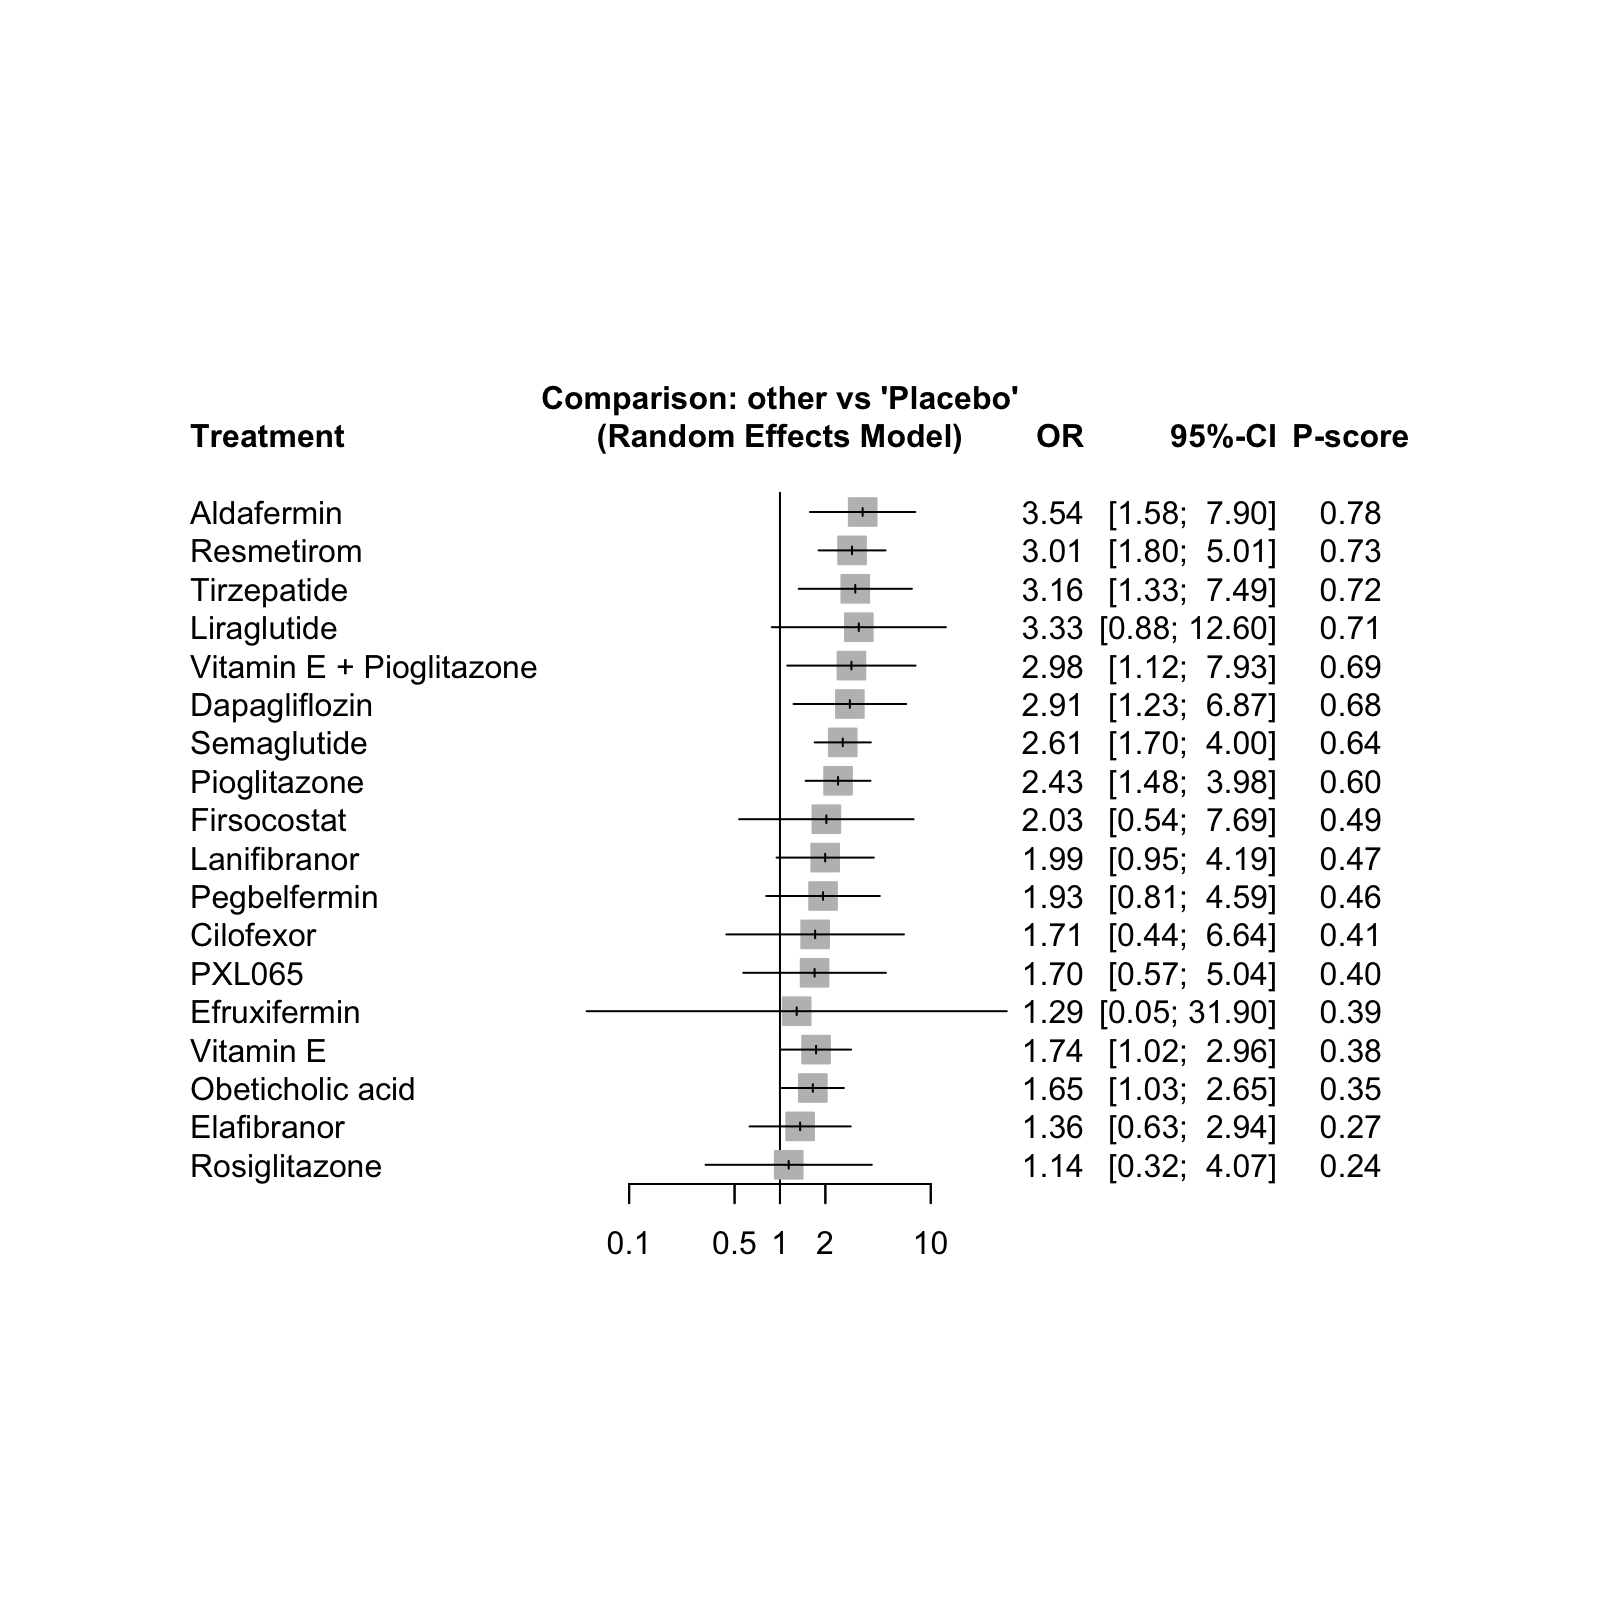 Comparison: other vs 'Placebo'
Treatment (Random Effects Model) OR 95%-CI P-score
Aldafermin 3.54 [1.58; 7.90] 0.78
Resmetirom 3.01 [1.80; 5.01] 0.73
Tirzepatide 3.16 [1.33; 7.49] 0.72
Liraglutide 3.33 [0.88; 12.60] 0.71
Vitamin E + Pioglitazone 2.98 [1.12; 7.93] 0.69
Dapagliflozin 2.91 [1.23; 6.87] 0.68
Semaglutide 2.61 [1.70; 4.00] 0.64
Pioglitazone 2.43 [1.48; 3.98] 0.60
Firsocostat 2.03 [0.54; 7.69] 0.49
Lanifibranor 1.99 [0.95; 4.19] 0.47
Pegbelfermin 1.93 [0.81; 4.59] 0.46
Cilofexor 1.71 [0.44; 6.64] 0.41
PXL065 1.70 [0.57; 5.04] 0.40
Efruxifermin 1.29 [0.05; 31.90] 0.39
Vitamin E 1.74 [1.02; 2.96] 0.38
Obeticholic acid 1.65 [1.03; 2.65] 0.35
Elafibranor 1.36 [0.63; 2.94] 0.27
Rosiglitazone 1.14 [0.32; 4.07] 0.24
0.1 0.5 1 2 10